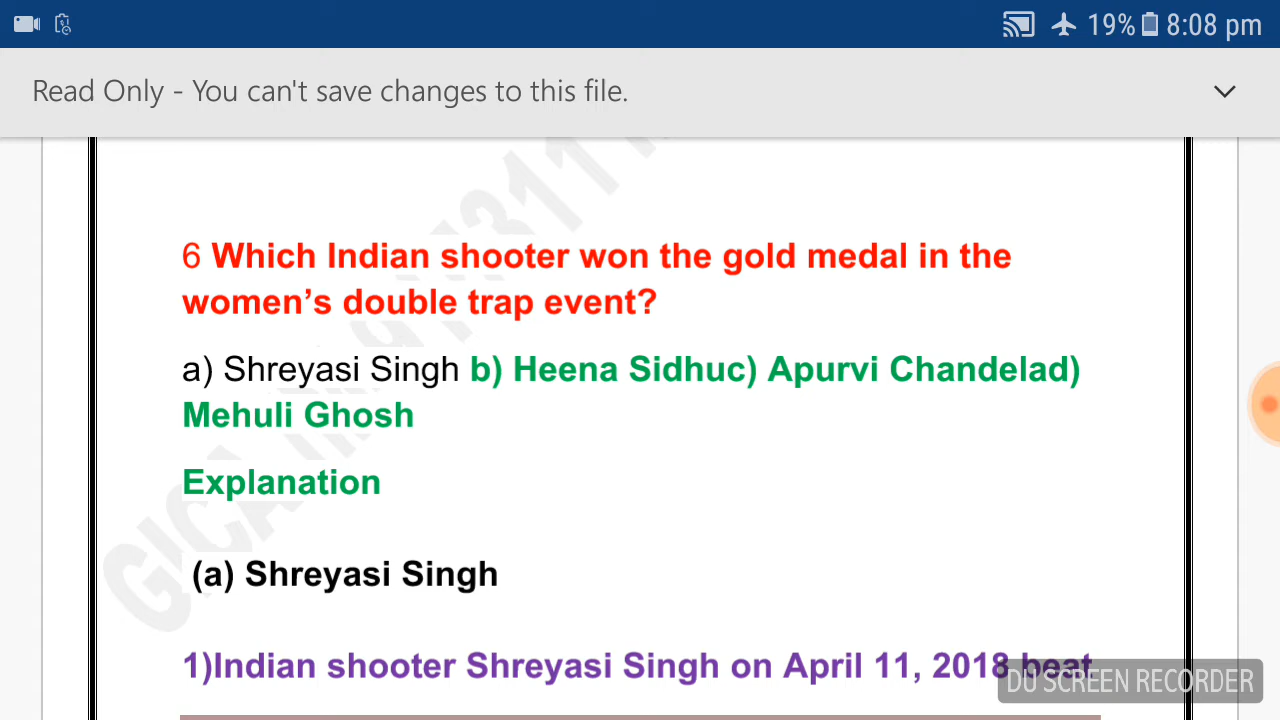 19% 8:08 pm
Read Only - You can't save changes to this file.
6 Which Indian shooter won the gold medal in the
women’s double trap event?
a) Shreyasi Singh b) Heena Sidhuc) Apurvi Chandelad)
Mehuli Ghosh
Explanation
(a) Shreyasi Singh
1)Indian shooter Shreyasi Singh on April 11, 2018 beat
DU SCREEN RECORDER